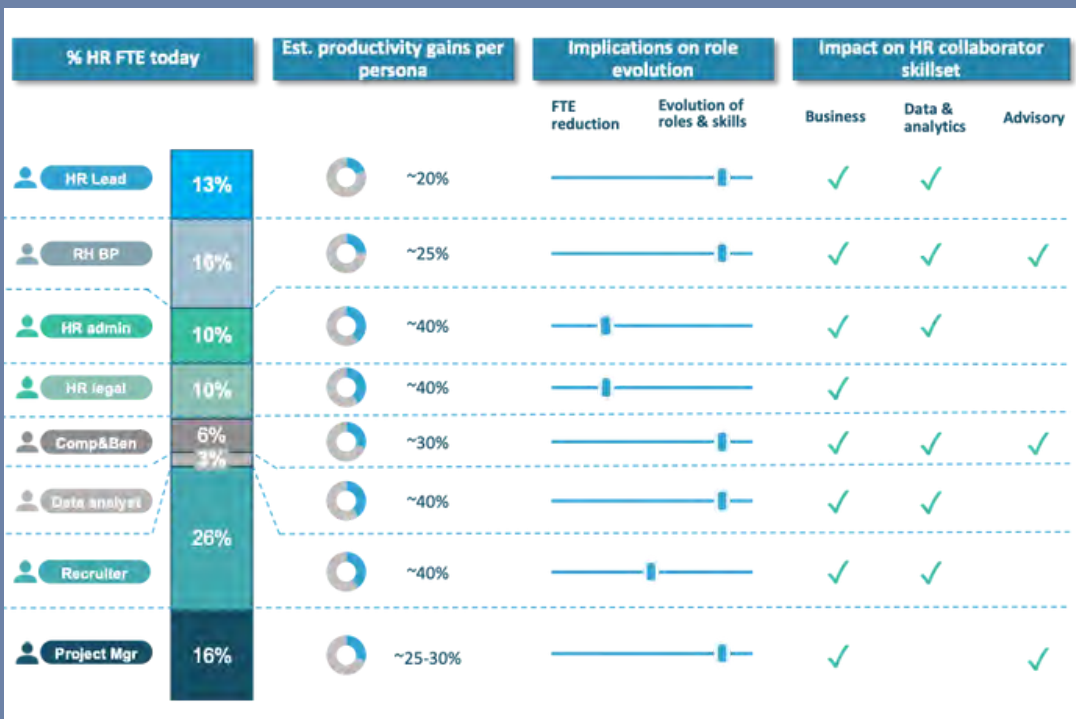 % HR FTE today
Est. productivity gains per
persona
Implications on role
evolution
Impact on HR collaborator
skillset
FTE
reduction
Evolution of
roles & skills
Business
Data &
analytics
Advisory
HR Lead
13%
~20%
RH BP
16%
~25%
HR admin
10%
~40%
HR legal
10%
~40%
Comp&Ben
6%
~30%
3%
Data analyst
~40%
26%
Recruiter
~40%
Project Mgr
16%
~25-30%